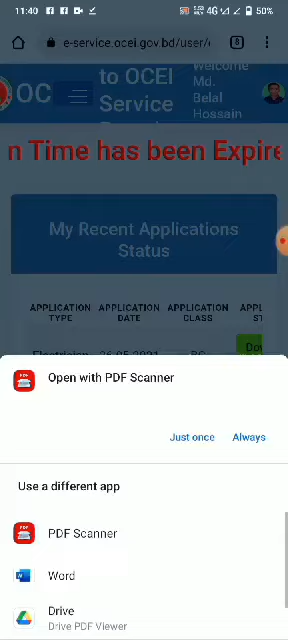 11:40
4G
50%
e-service.ocei.gov.bd/user/
8
OC
to OCEI
Service
Welcome
Md.
Belal
Hossain
n Time has been Expire
My Recent Applications
Status
APPLICATION TYPE
APPLICATION DATE
APPLICATION CLASS
APPL
ST
Electrician
26-05-2021
BC
Do
Open with PDF Scanner
Just once
Always
Use a different app
PDF Scanner
Word
Drive
Drive PDF Viewer